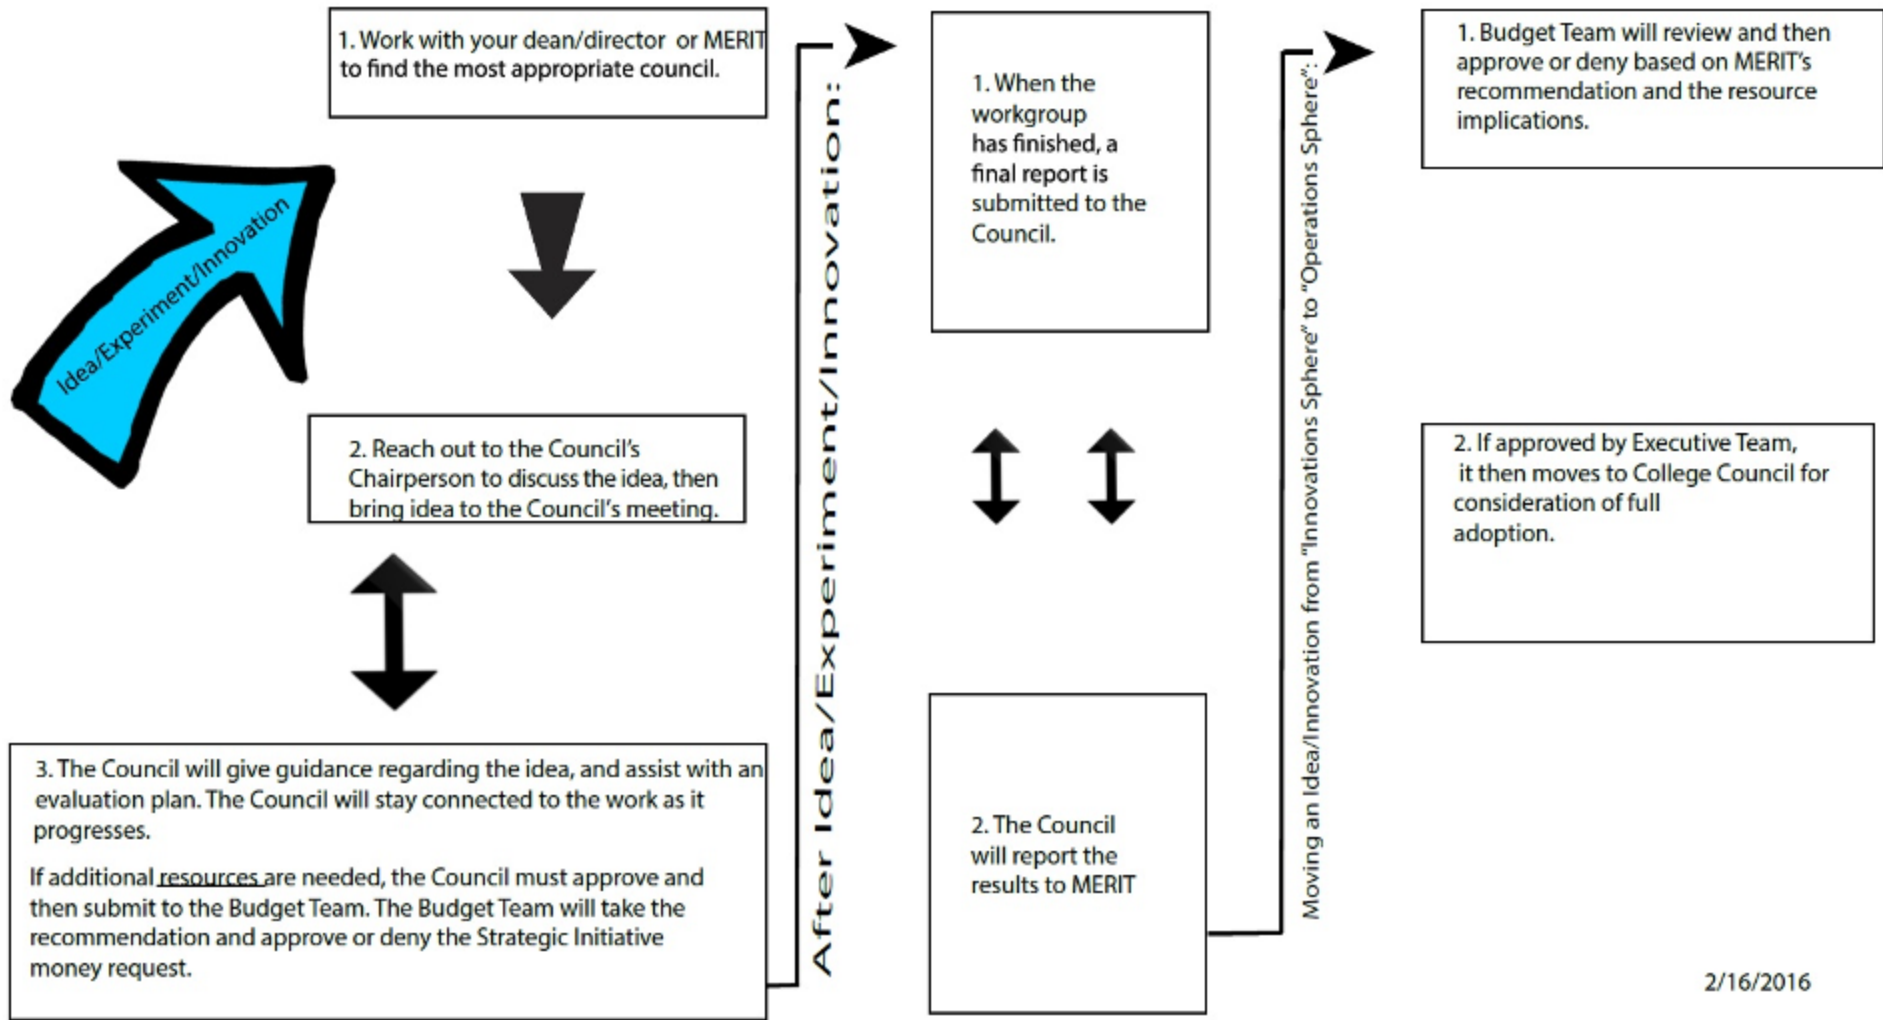 Idea/Experiment/Innovation
1. Work with your dean/director or MERIT
to find the most appropriate council.
2. Reach out to the Council's
Chairperson to discuss the idea, then
bring idea to the Council's meeting.
3. The Council will give guidance regarding the idea, and assist with an
evaluation plan. The Council will stay connected to the work as it
progresses.
If additional resources are needed, the Council must approve and
then submit to the Budget Team. The Budget Team will take the
recommendation and approve or deny the Strategic Initiative
money request.
After Idea/Experiment/Innovation:
1. When the
workgroup
has finished, a
final report is
submitted to the
Council.
2. The Council
will report the
results to MERIT
Moving an Idea/Innovation from "Innovations Sphere" to "Operations Sphere":
1. Budget Team will review and then
approve or deny based on MERIT's
recommendation and the resource
implications.
2. If approved by Executive Team,
it then moves to College Council for
consideration of full
adoption.
2/16/2016